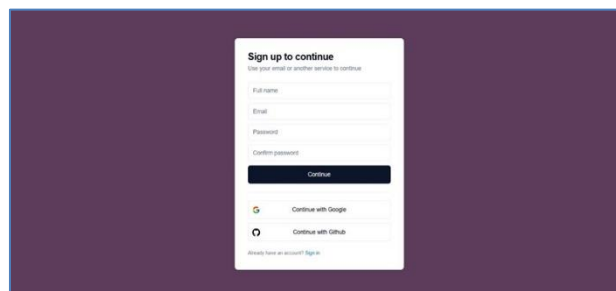 Sign up to continue
Use your email or another service to continue
Full name
Email
Password
Confirm password
Continue
Continue with Google
Continue with Github
Already have an account? Sign in